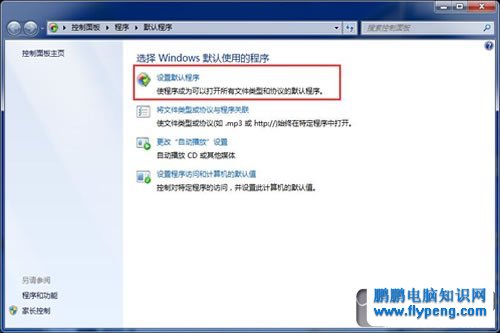 控制面板 ▸ 程序 ▸ 默认程序
搜索控制面板
控制面板主页
选择 Windows 默认使用的程序
设置默认程序
使程序成为可以打开所有文件类型和协议的默认程序。
将文件类型或协议与程序关联
使文件类型或协议(如 .mp3 或 http://)始终在特定程序中打开。
更改“自动播放”设置
自动播放 CD 或其他媒体
设置程序访问和计算机的默认值
控制对特定程序的访问，并设置此计算机的默认值。
另请参阅
程序和功能
家长控制
鹏鹏电脑知识网
www.flypeng.com